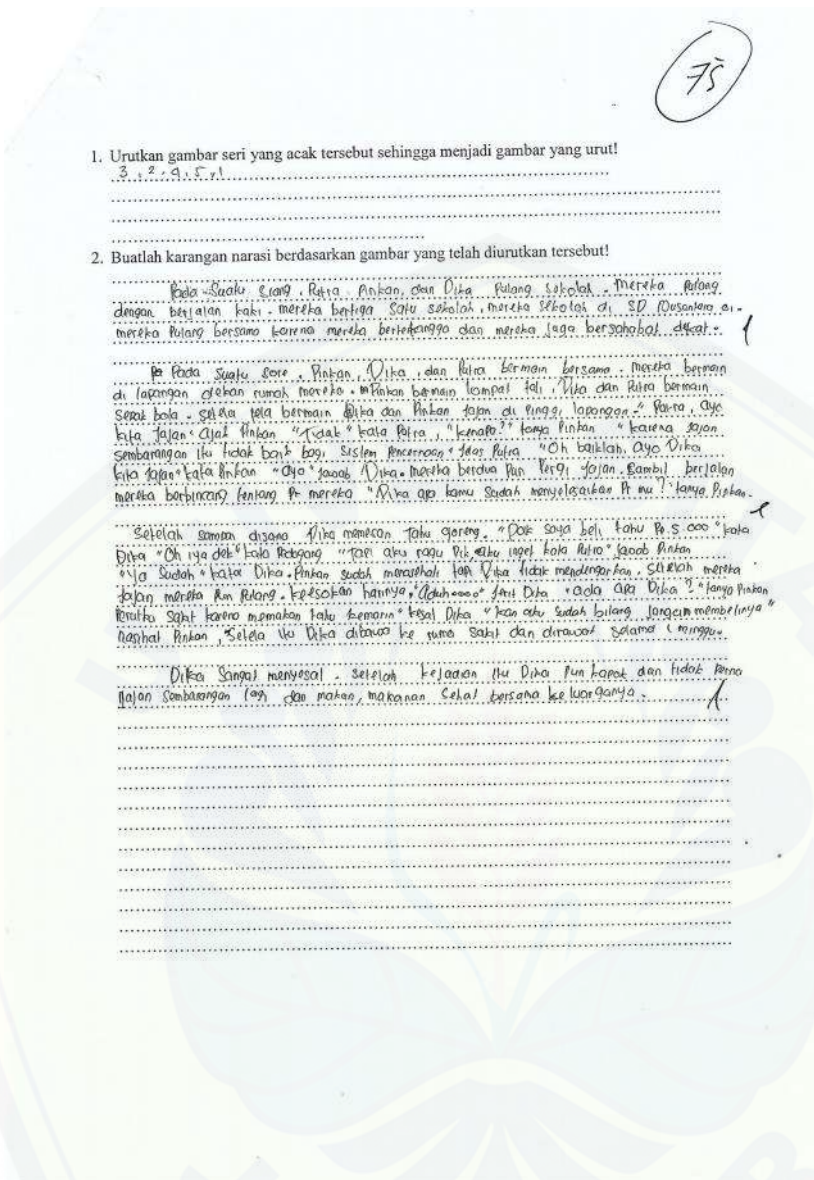 75
1. Urutkan gambar seri yang acak tersebut sehingga menjadi gambar yang urut!
3, 2, 4, 5, 1
2. Buatlah karangan narasi berdasarkan gambar yang telah diurutkan tersebut!
Pada suatu siang, Putra, Pinkan, dan Dika Pulang sekolah. Mereka Pulang
dengan berjalan kaki. mereka bertiga satu sekolah, mereka sekolah di SD Nusantara 01.
mereka Pulang bersama karena mereka bertetangga dan mereka juga bersahabat dekat.
Pada suatu sore, Pinkan, Dika, dan Putra bermain bersama. mereka bermain
di lapangan dekan rumah mereka. Pinkan bermain lompat tali, Dika dan Putra bermain
sepak bola. setela bermain Dika dan Pinkan jajan di Pinggi lapangan." Putra, ayo
kita jajan" ajak Pinkan "Tidak" kata Putra, "kenapa?" tanya Pinkan "karena jajan
sembarangan itu tidak baik bagi sistem Pencernaan" jelas Putra "Oh baiklah, ayo Dika
kita jajan" kata Pinkan "ayo" jawab Dika. mereka berdua Pun Pergi jajan. Sambil berjalan
mereka berbincang tentang Pr mereka "Dika apa kamu Sudah menyelasaikan Pr mu? "tanya Pinkan.
Setelah sampai disana Dika memesan tahu goreng. "Pak saya beli tahu Rp.5.000" kata
Dika "Oh iya dek" kata Pedagang "tapi aku ragu Dik, aku inget kata Putra" jawab Pinkan
"Ya Sudah" kata Dika. Pinkan sudah menasihati tapi Dika tidak mendengarkan. setelah mereka
jajan mereka Pun Pulang. keesokan harinya, "Aduhoooo" jerit Dika "ada apa Dika?" tanya Pinkan
Perutku sakit karena memakan tahu kemarin" kesal Dika "kan aku sudah bilang jangan membelinya"
nasihat Pinkan, Setela itu Dika dibawa ke ruma sakit dan dirawat selama 1 minggu.
Dika Sangat menyesal. setelah kejadian itu Dika Pun kapok dan tidak Perna
jajan Sembarangan lagi dan makan, makanan Sehat bersama keluarganya.